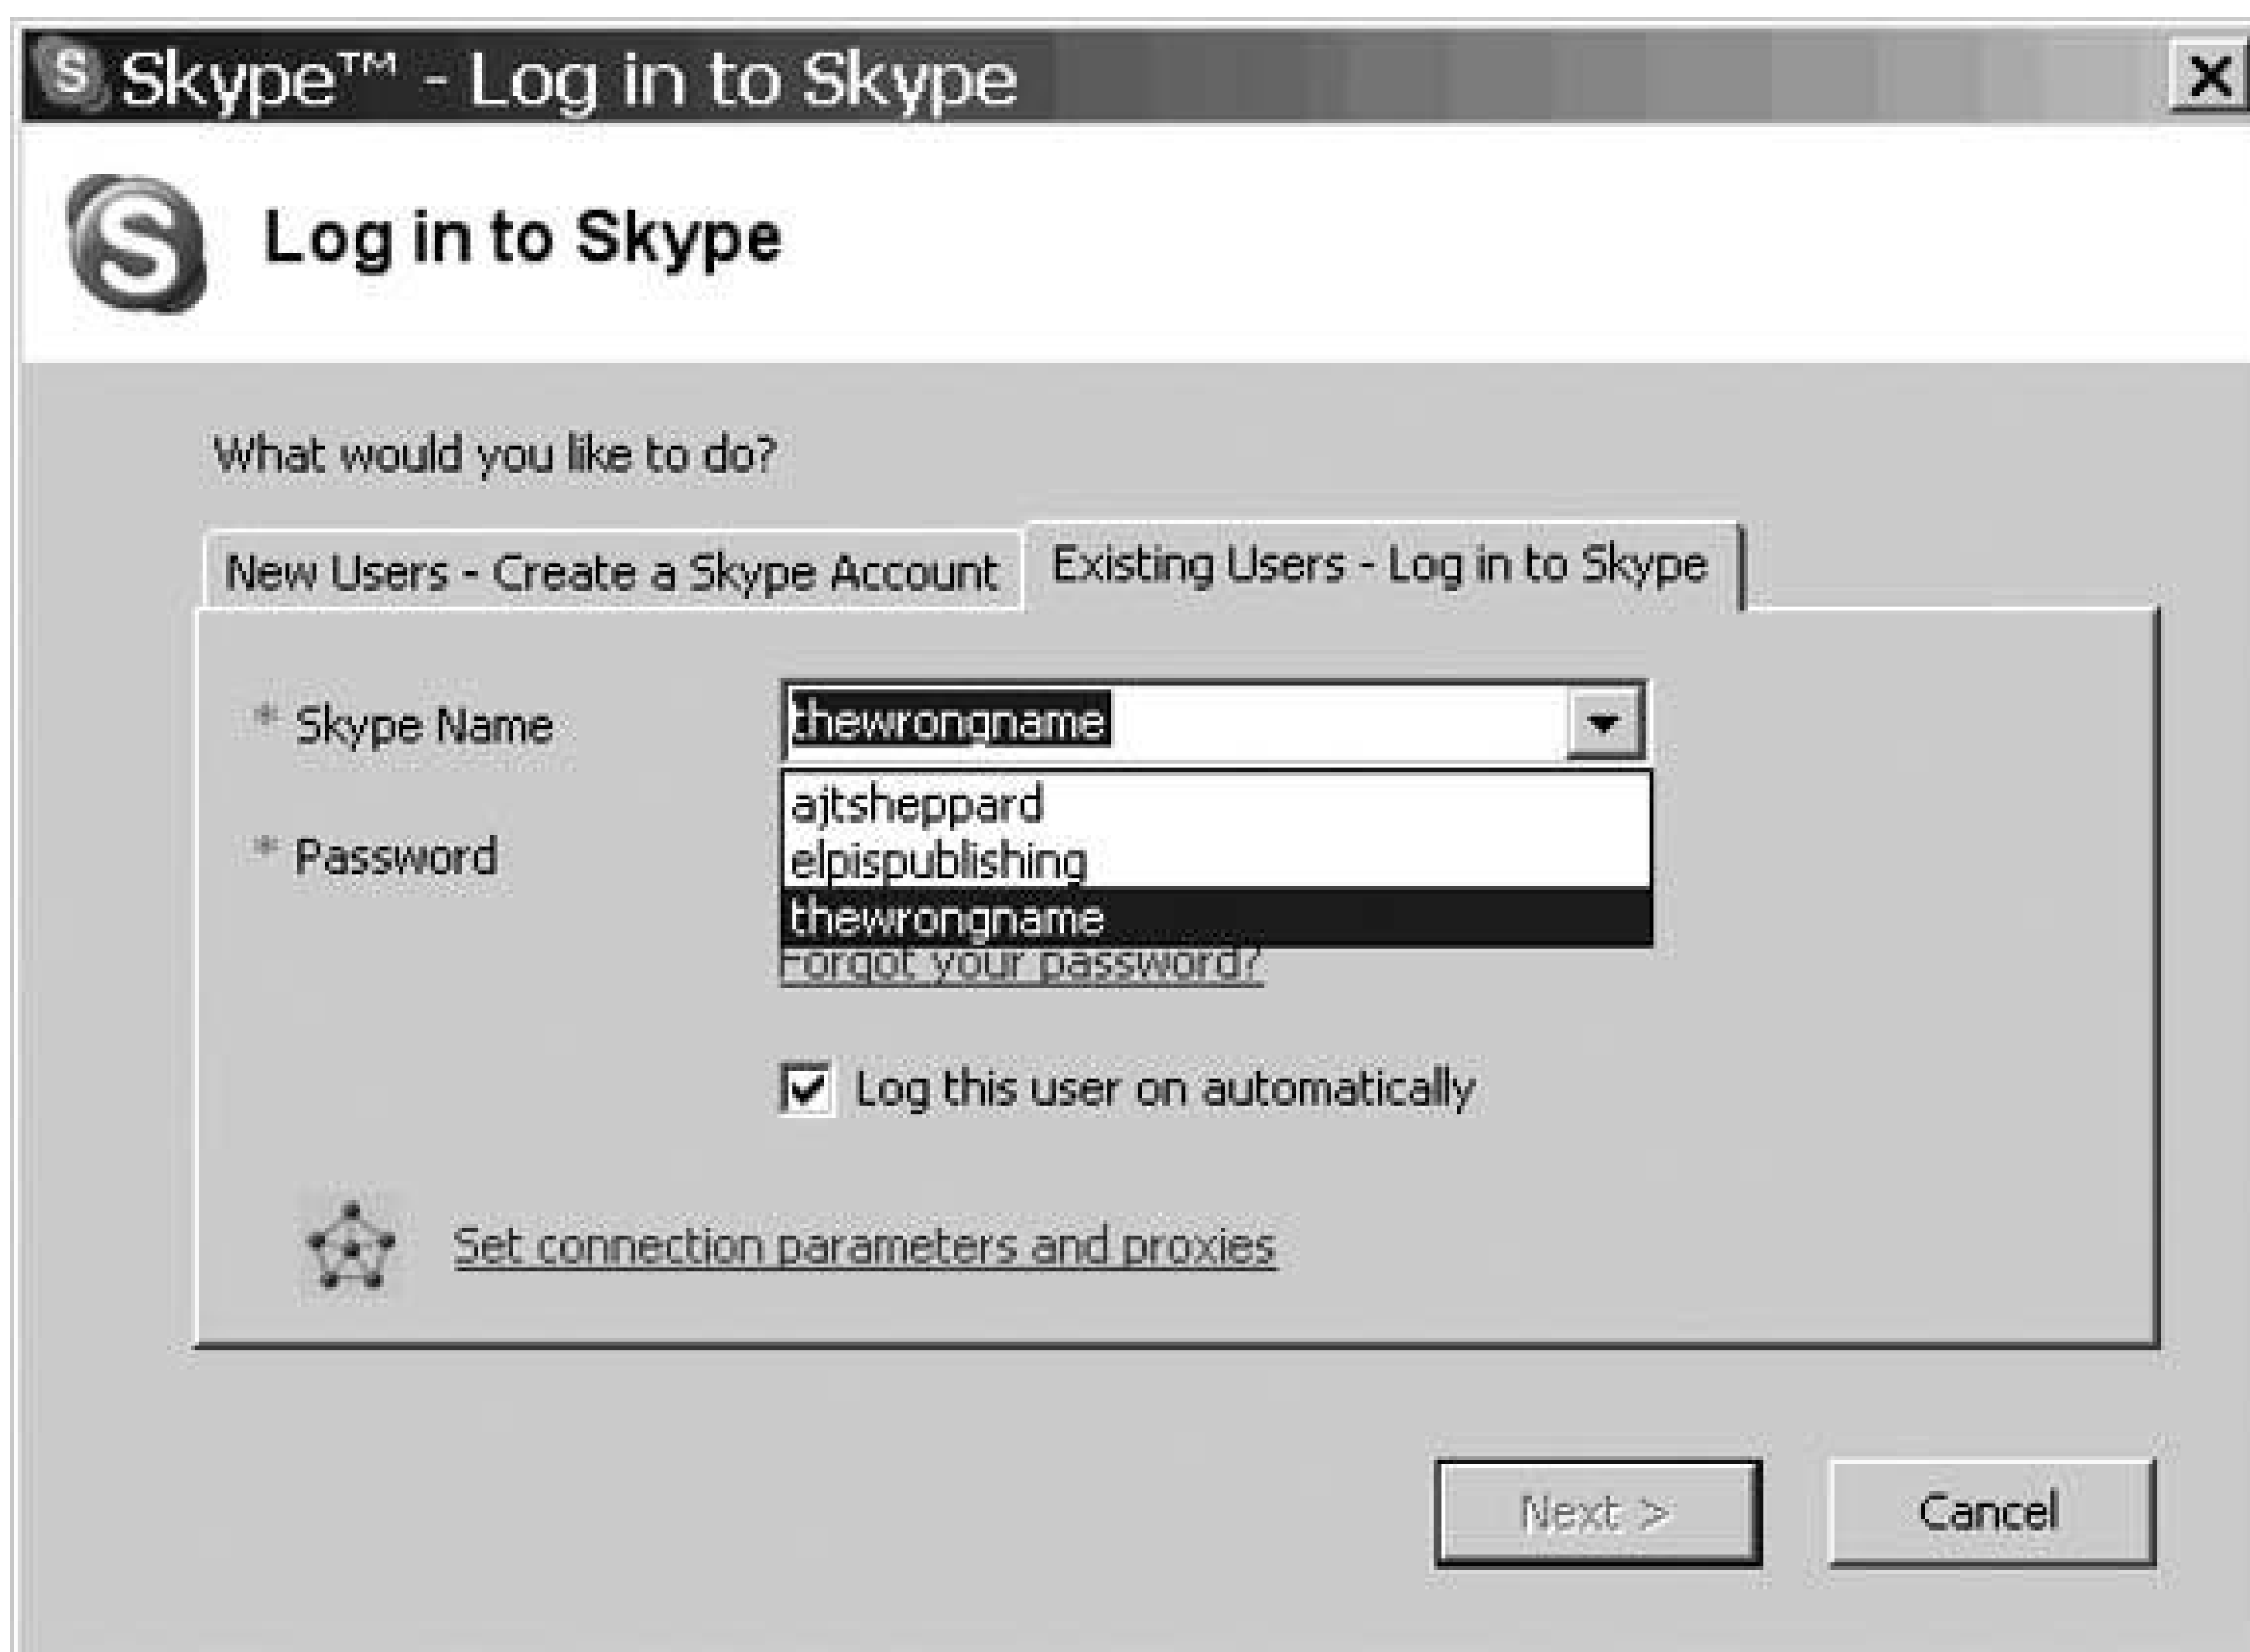 S Skype™ - Log in to Skype X
S Log in to Skype
What would you like to do?
New Users - Create a Skype Account Existing Users - Log in to Skype
* Skype Name thewrongname
ajtsheppard
* Password elpispublishing
thewrongname
Forgot your password?
Log this user on automatically
Set connection parameters and proxies
Next > Cancel